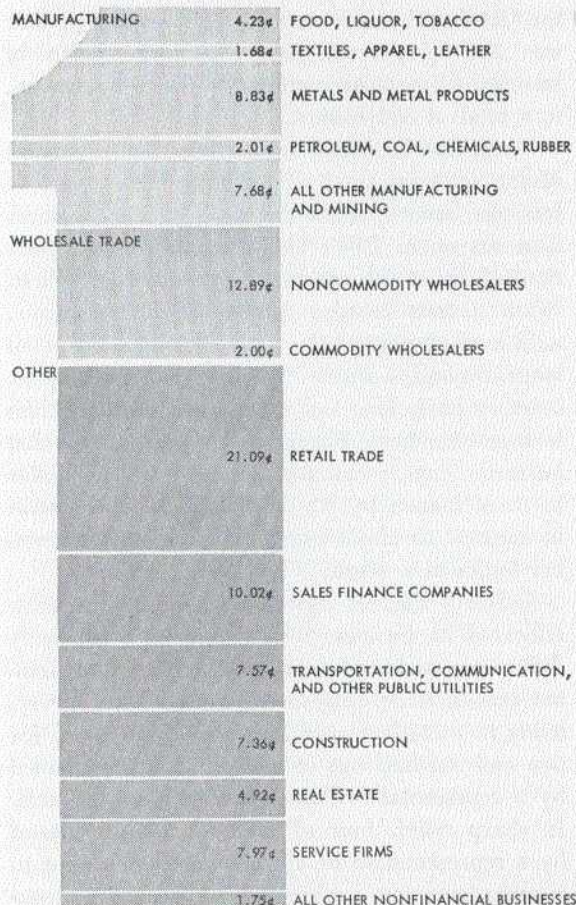 MANUFACTURING
4.23¢ FOOD, LIQUOR, TOBACCO
1.68¢ TEXTILES, APPAREL, LEATHER
8.83¢ METALS AND METAL PRODUCTS
2.01¢ PETROLEUM, COAL, CHEMICALS, RUBBER
7.68¢ ALL OTHER MANUFACTURING
AND MINING
WHOLESALE TRADE
12.89¢ NONCOMMODITY WHOLESALERS
2.00¢ COMMODITY WHOLESALERS
OTHER
21.09¢ RETAIL TRADE
10.02¢ SALES FINANCE COMPANIES
7.57¢ TRANSPORTATION, COMMUNICATION,
AND OTHER PUBLIC UTILITIES
7.36¢ CONSTRUCTION
4.92¢ REAL ESTATE
7.97¢ SERVICE FIRMS
1.75¢ ALL OTHER NONFINANCIAL BUSINESSES